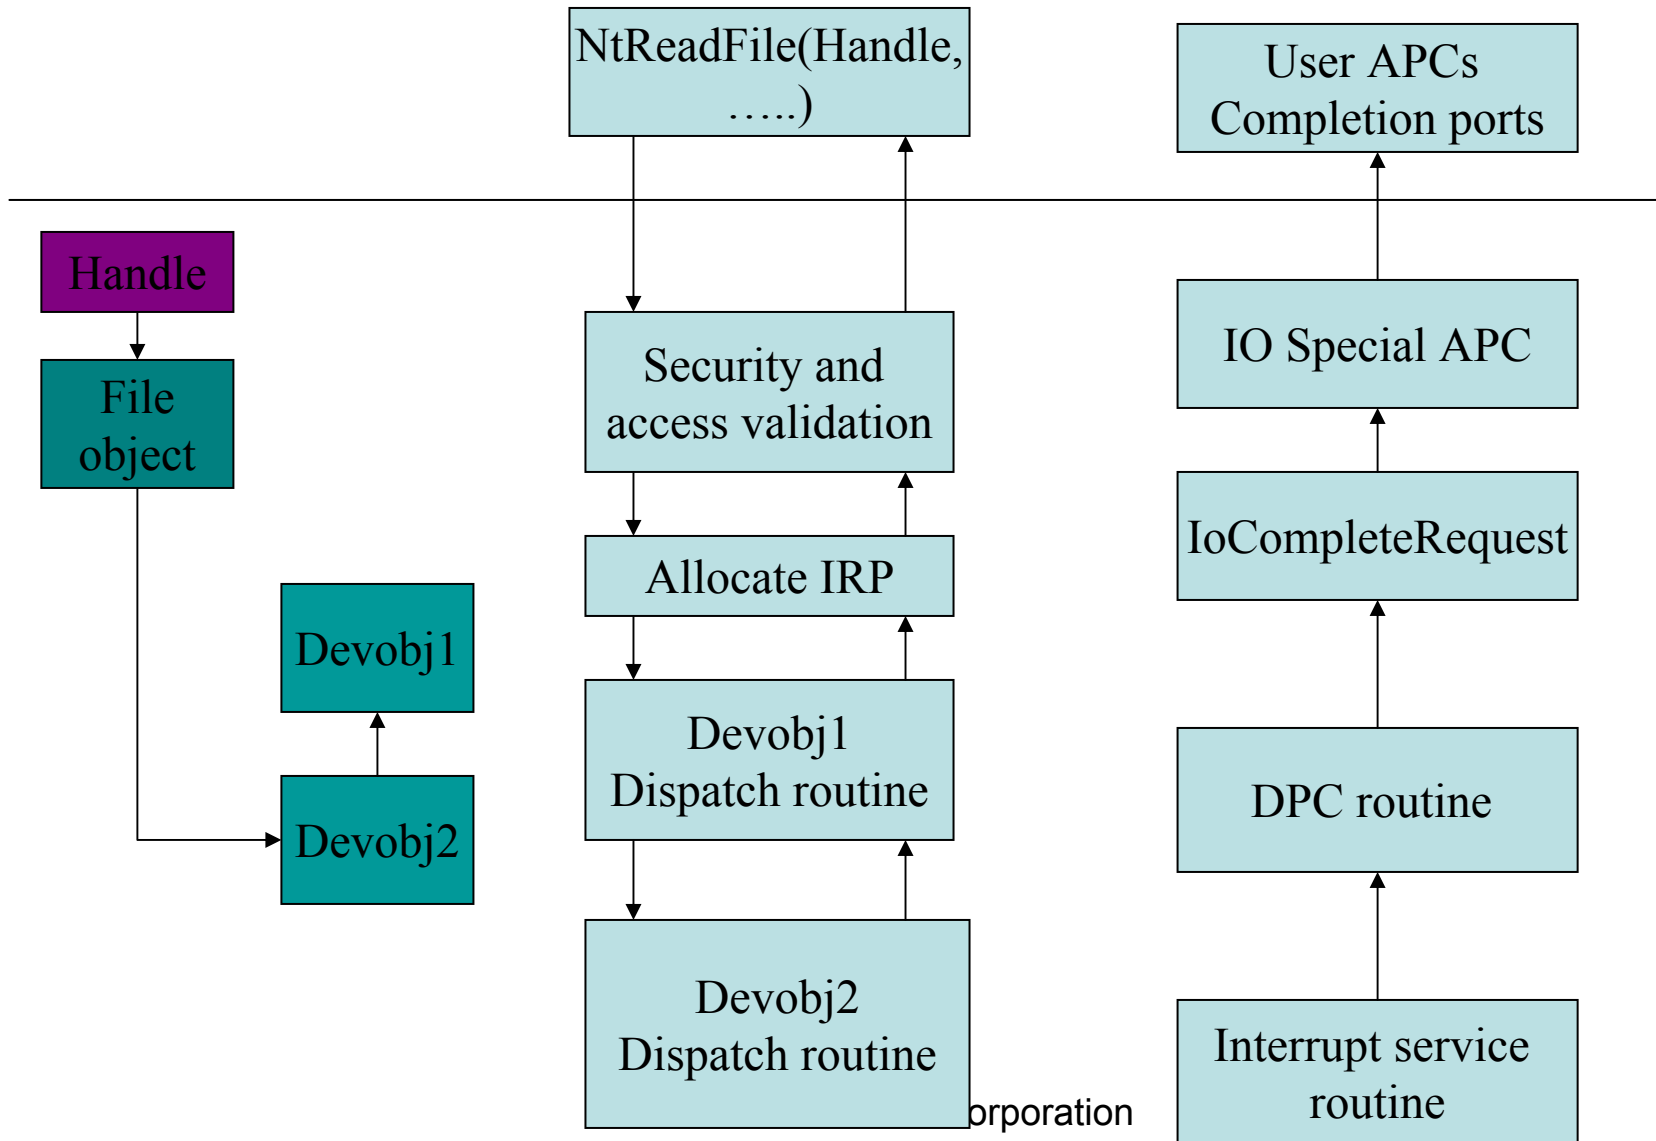 NtReadFile(Handle,
…..)
User APCs
Completion ports
Handle
File
object
Devobj1
Devobj2
Security and
access validation
Allocate IRP
Devobj1
Dispatch routine
Devobj2
Dispatch routine
IO Special APC
IoCompleteRequest
DPC routine
Interrupt service
routine
orporation